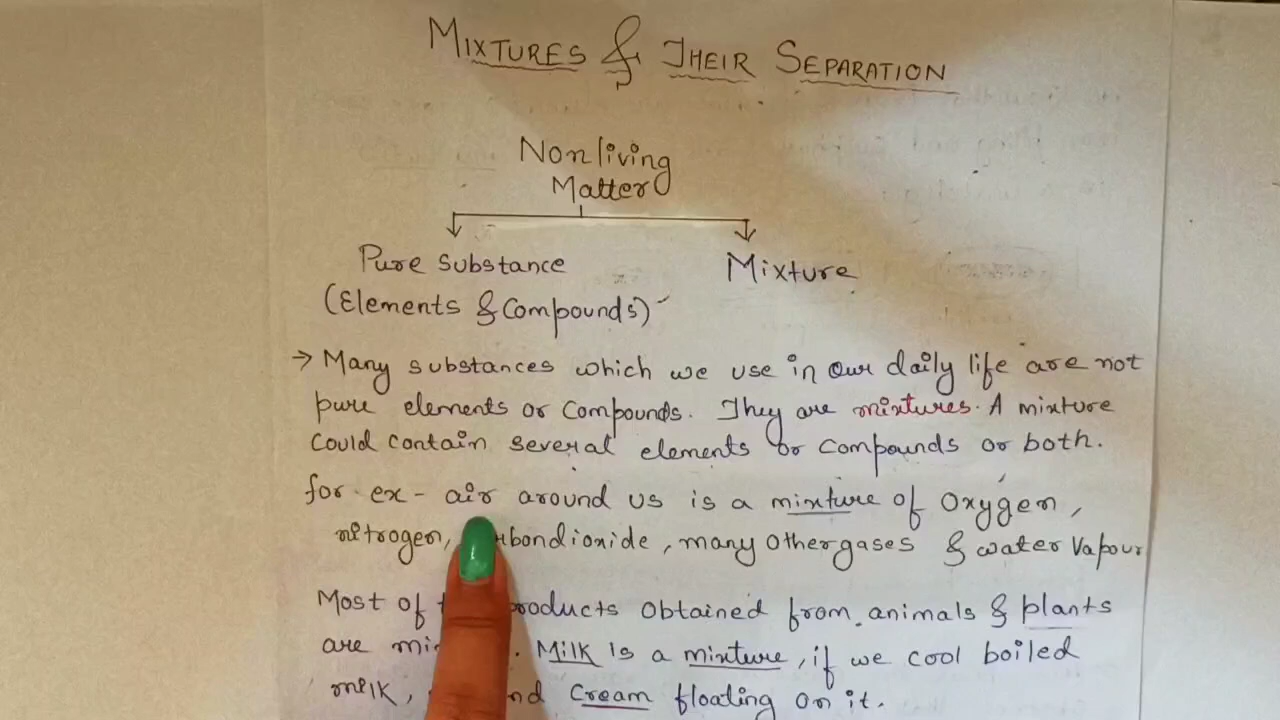 MIXTURES & THEIR SEPARATION
Nonliving
Matter
Pure substance
Mixture
(Elements & Compounds)
→ Many substances which we use in our daily life are not
pure elements or compounds. They are mixtures. A mixture
could contain several elements or compounds or both.
for ex - air around us is a mixture of oxygen,
nitrogen, bondioxide, many other gases & water vapour
Most of products obtained from animals & plants
are . Milk is a mixture, if we cool boiled
milk, cream floating on it.